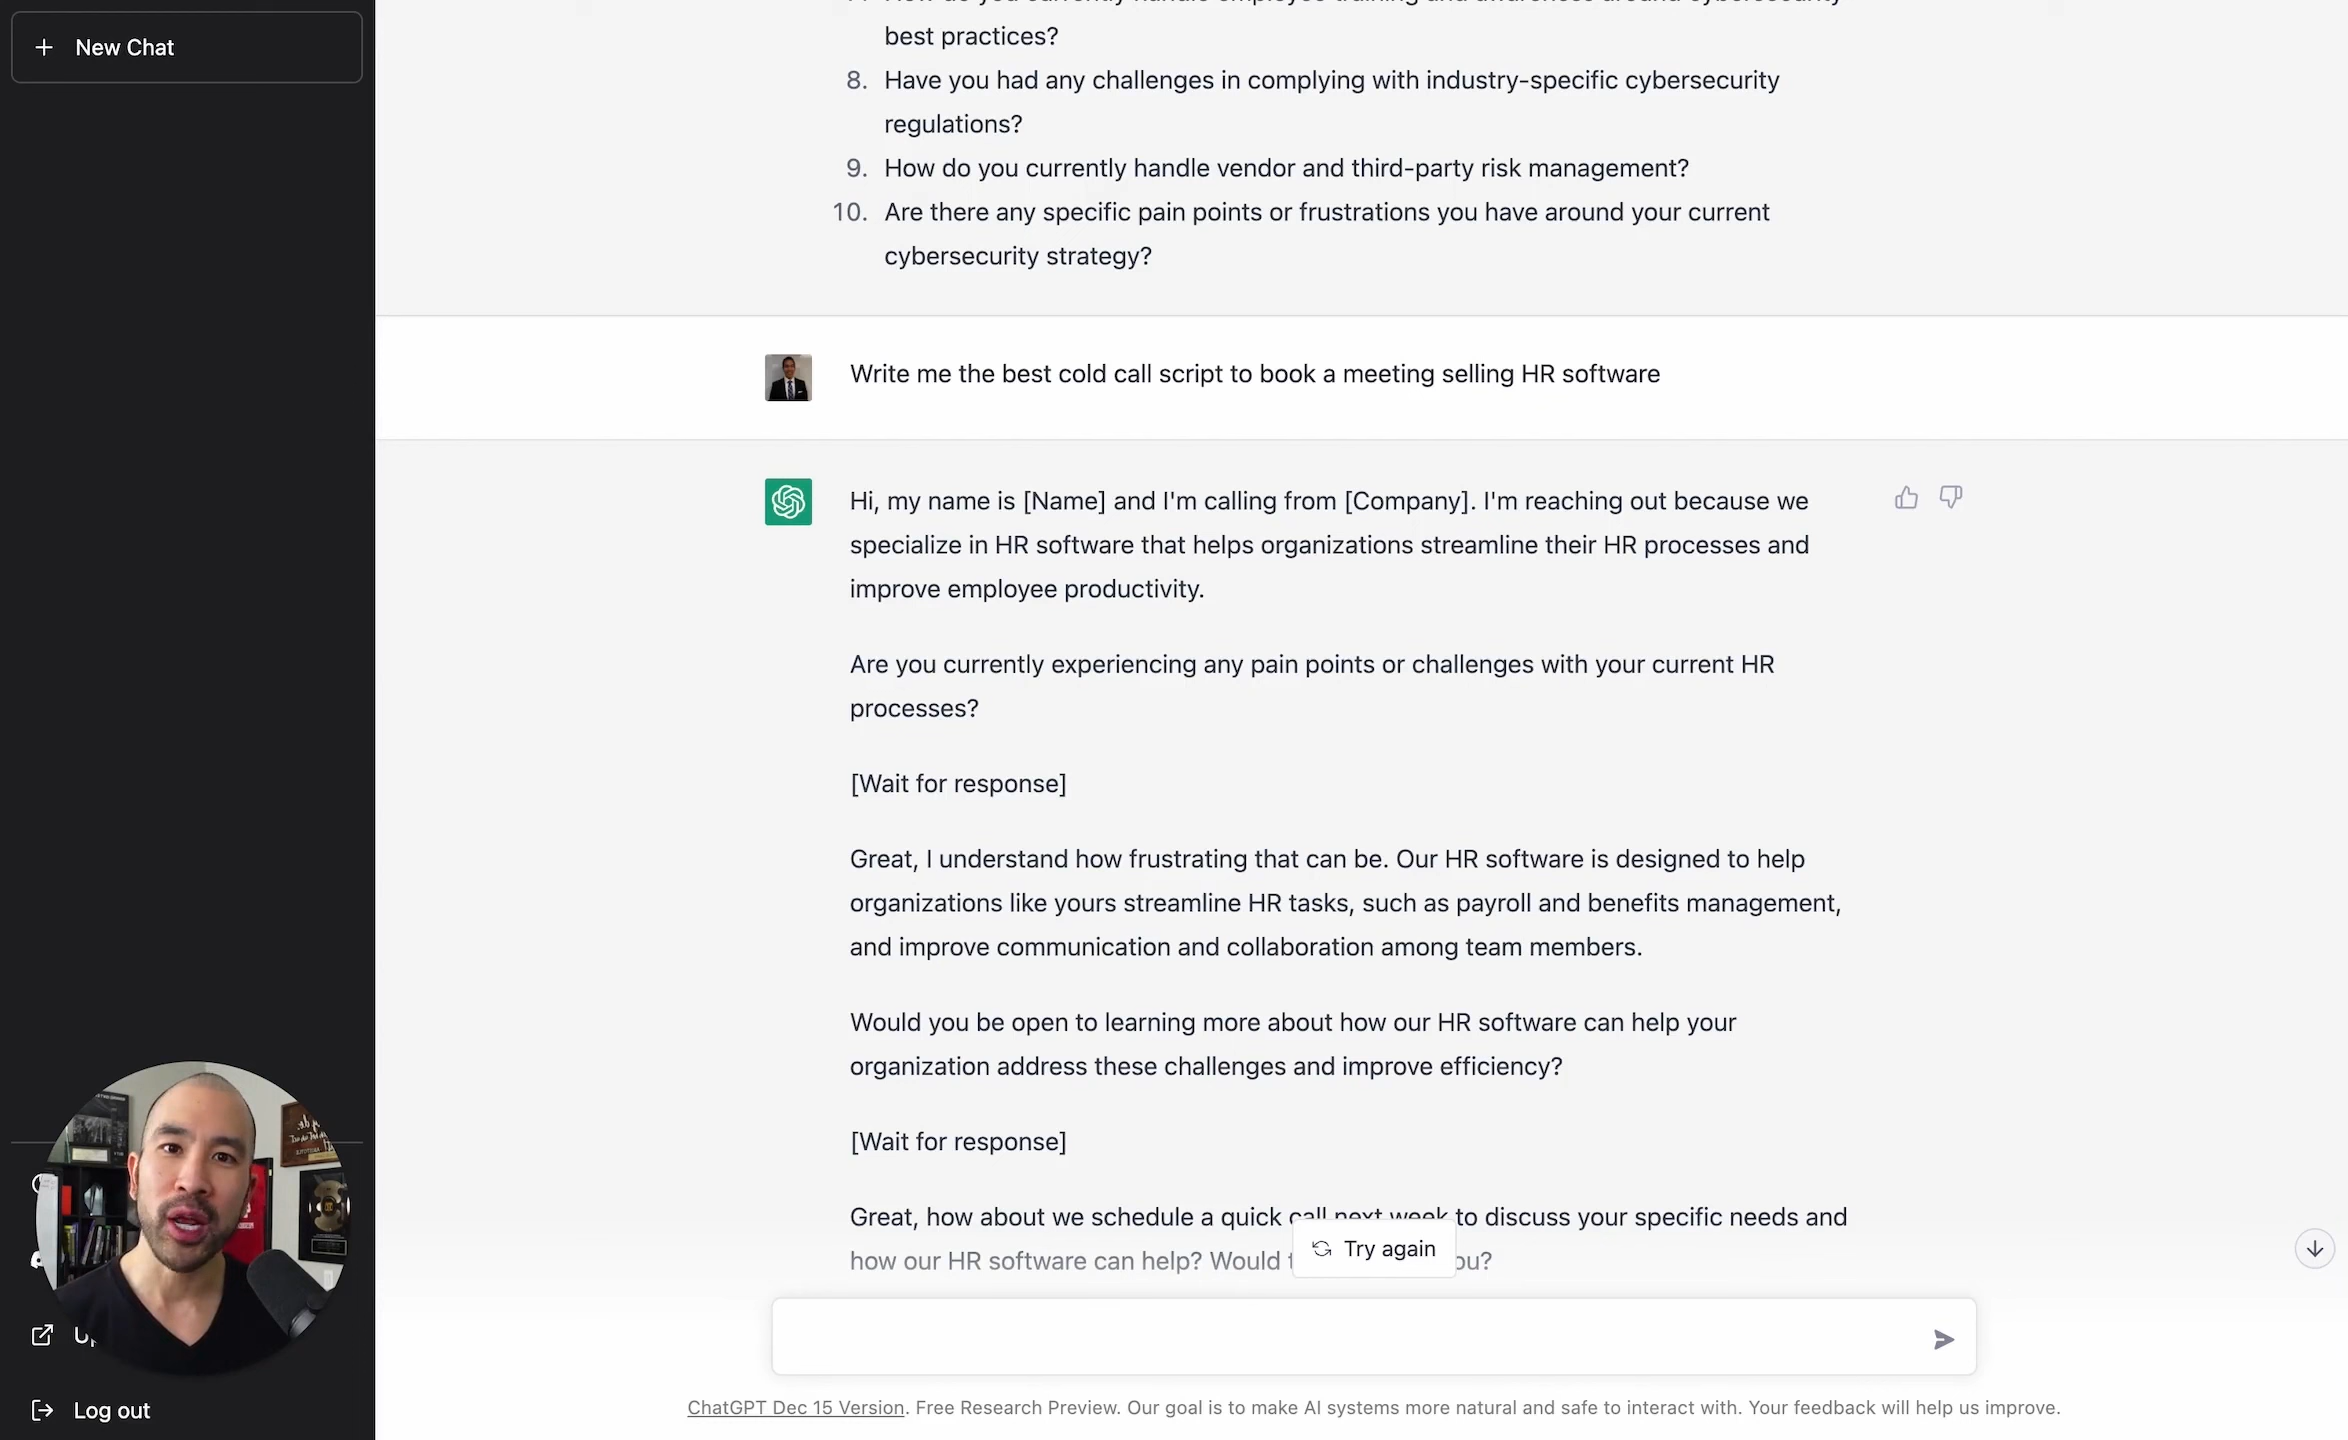 New Chat
best practices?
8. Have you had any challenges in complying with industry-specific cybersecurity
regulations?
9. How do you currently handle vendor and third-party risk management?
10. Are there any specific pain points or frustrations you have around your current
cybersecurity strategy?
Write me the best cold call script to book a meeting selling HR software
Hi, my name is [Name] and I'm calling from [Company]. I'm reaching out because we
specialize in HR software that helps organizations streamline their HR processes and
improve employee productivity.
Are you currently experiencing any pain points or challenges with your current HR
processes?
[Wait for response]
Great, I understand how frustrating that can be. Our HR software is designed to help
organizations like yours streamline HR tasks, such as payroll and benefits management,
and improve communication and collaboration among team members.
Would you be open to learning more about how our HR software can help your
organization address these challenges and improve efficiency?
[Wait for response]
Great, how about we schedule a quick call next week to discuss your specific needs and
how our HR software can help? Would
Try again
Log out
ChatGPT Dec 15 Version. Free Research Preview. Our goal is to make AI systems more natural and safe to interact with. Your feedback will help us improve.